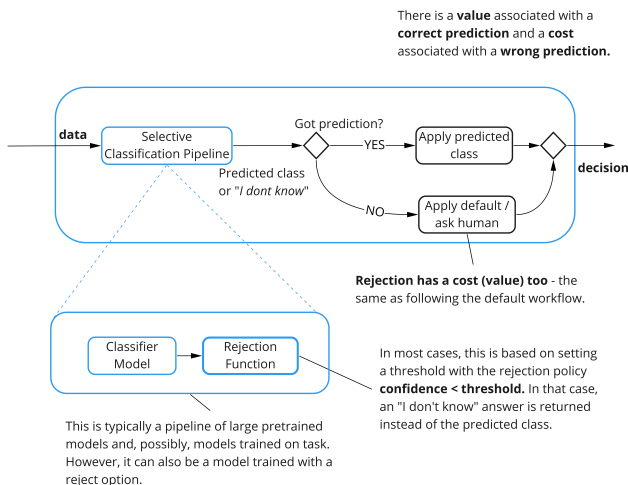 There is a value associated with a
correct prediction and a cost
associated with a wrong prediction.
data
Selective
Classification Pipeline
Got prediction?
YES
Apply predicted
class
decision
Predicted class
or "I dont know"
NO
Apply default /
ask human
Rejection has a cost (value) too - the
same as following the default workflow.
Classifier
Model
Rejection
Function
In most cases, this is based on setting
a threshold with the rejection policy
confidence < threshold. In that case,
an "I don't know" answer is returned
instead of the predicted class.
This is typically a pipeline of large pretrained
models and, possibly, models trained on task.
However, it can also be a model trained with a
reject option.